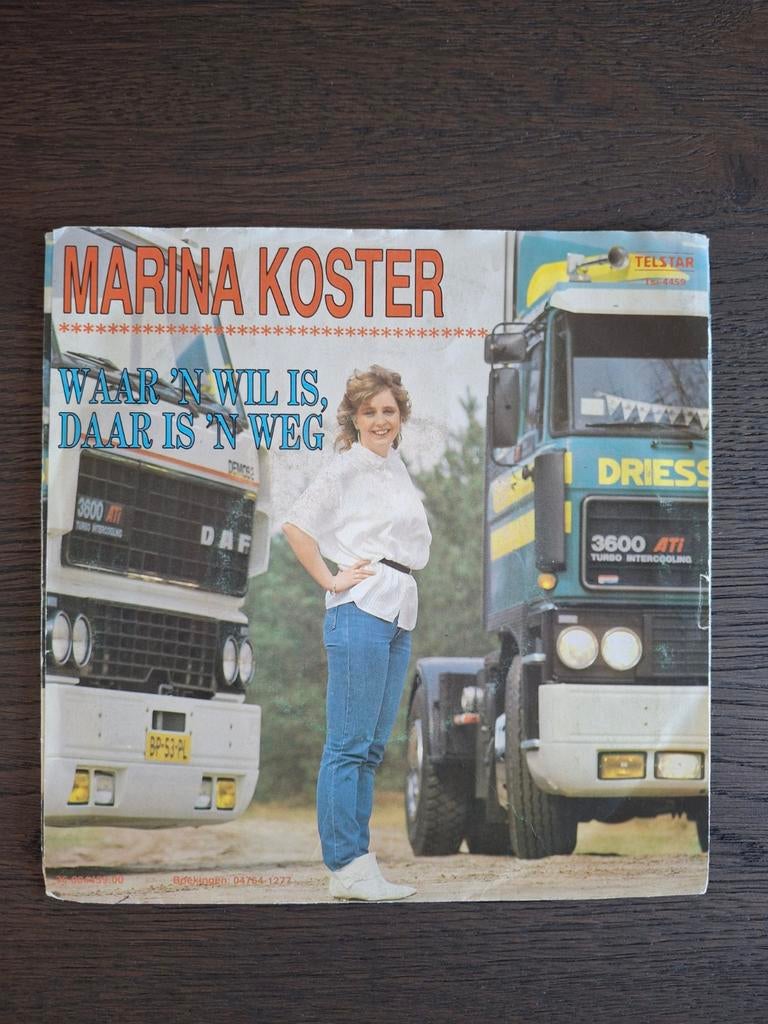 MARINA KOSTER
***********************************
WAAR 'N WIL IS,
DAAR IS 'N WEG
TELSTAR
TSr 4459
3600 ATi
TURBO INTERCOOLING
DAF
BP-53-PL
DRIESS
3600 ATi
TURBO INTERCOOLING
Boekingen: 04764-1277